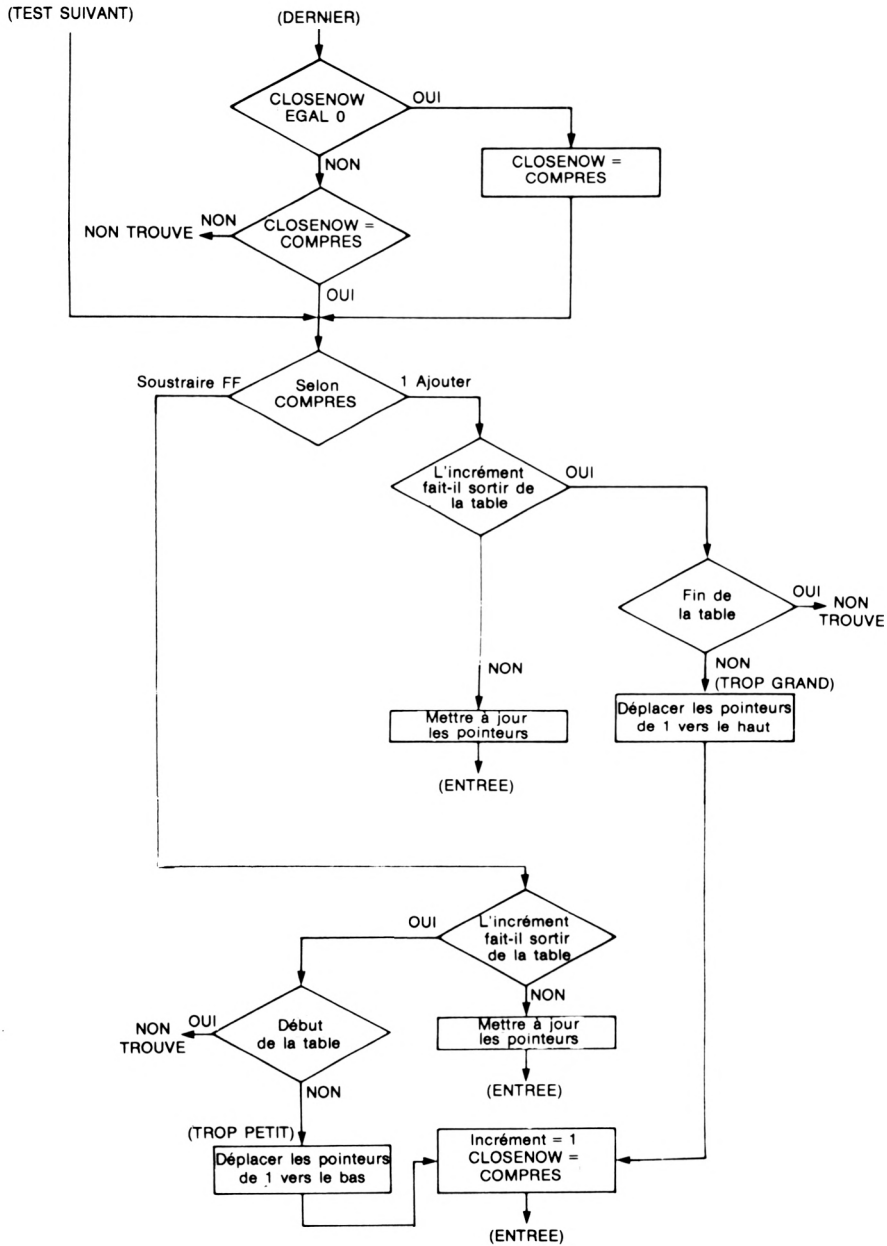 (TEST SUIVANT)
(DERNIER)
CLOSENOW
EGAL 0
OUI
NON
CLOSENOW =
COMPRES
CLOSENOW =
COMPRES
NON
NON TROUVE
OUI
Soustraire FF
Selon
COMPRES
1 Ajouter
L'incrément
fait-il sortir de
la table
OUI
Fin de
la table
OUI
NON
TROUVE
NON
(TROP GRAND)
NON
Mettre à jour
les pointeurs
(ENTREE)
Déplacer les pointeurs
de 1 vers le haut
OUI
L'incrément
fait-il sortir
de la table
NON
Mettre à jour
les pointeurs
(ENTREE)
Début
de la table
OUI
NON
TROUVE
NON
(TROP PETIT)
Déplacer les pointeurs
de 1 vers le bas
Incrément = 1
CLOSENOW =
COMPRES
(ENTREE)